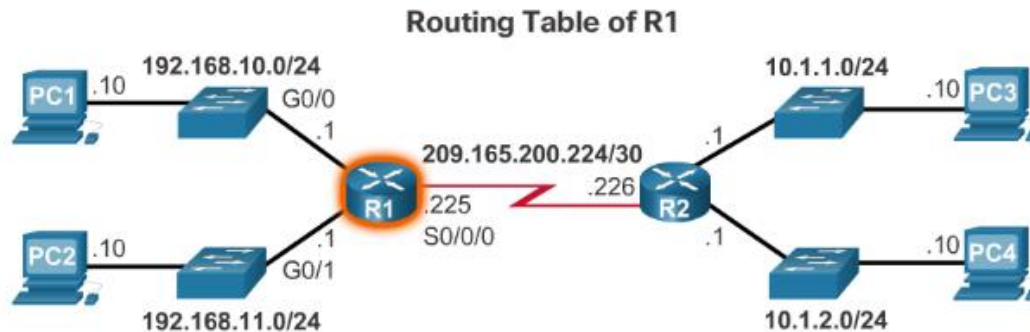 Routing Table of R1
192.168.10.0/24
10.1.1.0/24
PC1
.10
G0/0
.10
PC3
.1
.1
209.165.200.224/30
R1
.225
.226
R2
S0/0/0
.1
.1
PC2
.10
G0/1
.10
PC4
192.168.11.0/24
10.1.2.0/24